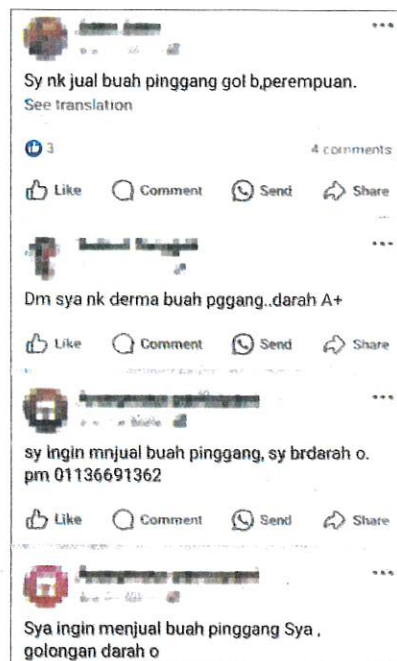 Sy nk jual buah pinggang gol b,perempuan.
See translation
3
4 comments
Like Comment Send Share
Dm sya nk derma buah pggang..darah A+
Like Comment Send Share
sy ingin mnjual buah pinggang, sy brdarah o.
pm 01136691362
Like Comment Send Share
Sya ingin menjual buah pinggang Sya ,
golongan darah o